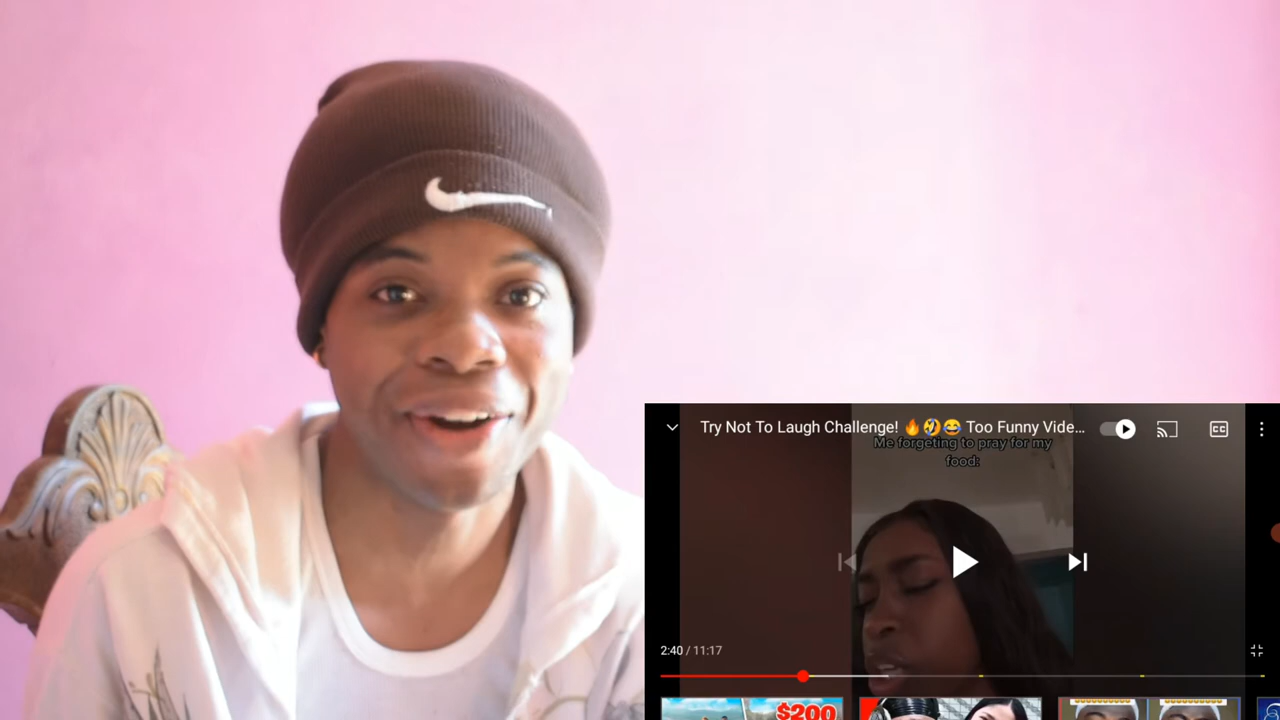 Try Not To Laugh Challenge! 🔥🤣😂 Too Funny Vide...
CC
Me forgeting to pray for my
food:
2:40 / 11:17
$200